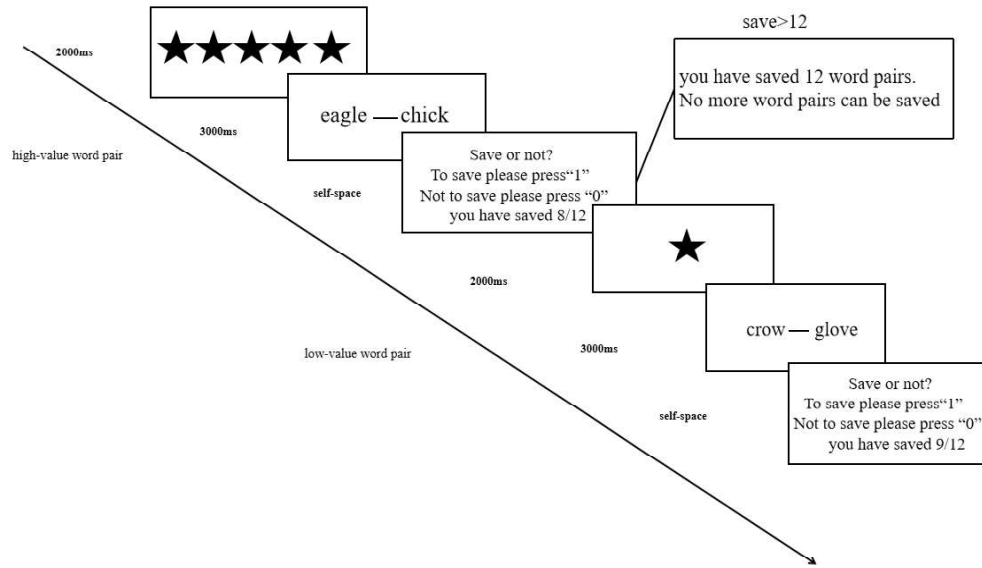 save>12
2000ms
you have saved 12 word pairs.
No more word pairs can be saved
eagle — chick
3000ms
high-value word pair
Save or not?
To save please press“1”
Not to save please press “0”
you have saved 8/12
self-space
2000ms
crow — glove
low-value word pair
3000ms
Save or not?
To save please press“1”
Not to save please press “0”
you have saved 9/12
self-space